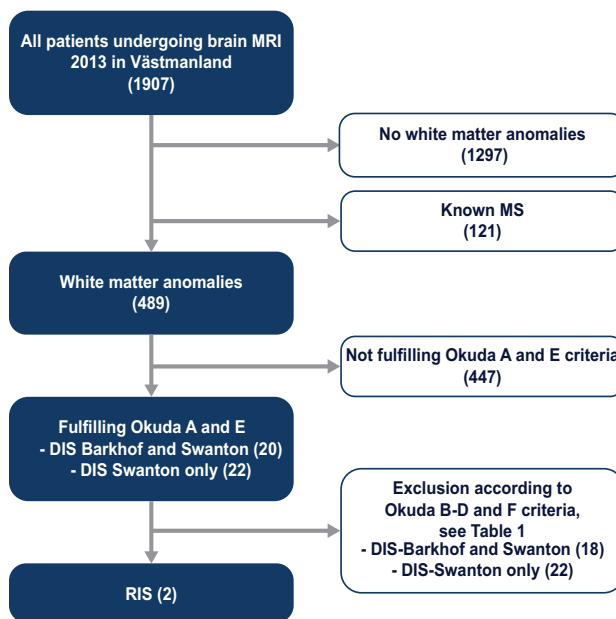 All patients undergoing brain MRI
2013 in Västmanland
(1907)
No white matter anomalies
(1297)
Known MS
(121)
White matter anomalies
(489)
Not fulfilling Okuda A and E criteria
(447)
Fulfilling Okuda A and E
- DIS Barkhof and Swanton (20)
- DIS Swanton only (22)
Exclusion according to
Okuda B-D and F criteria,
see Table 1
- DIS-Barkhof and Swanton (18)
- DIS-Swanton only (22)
RIS (2)